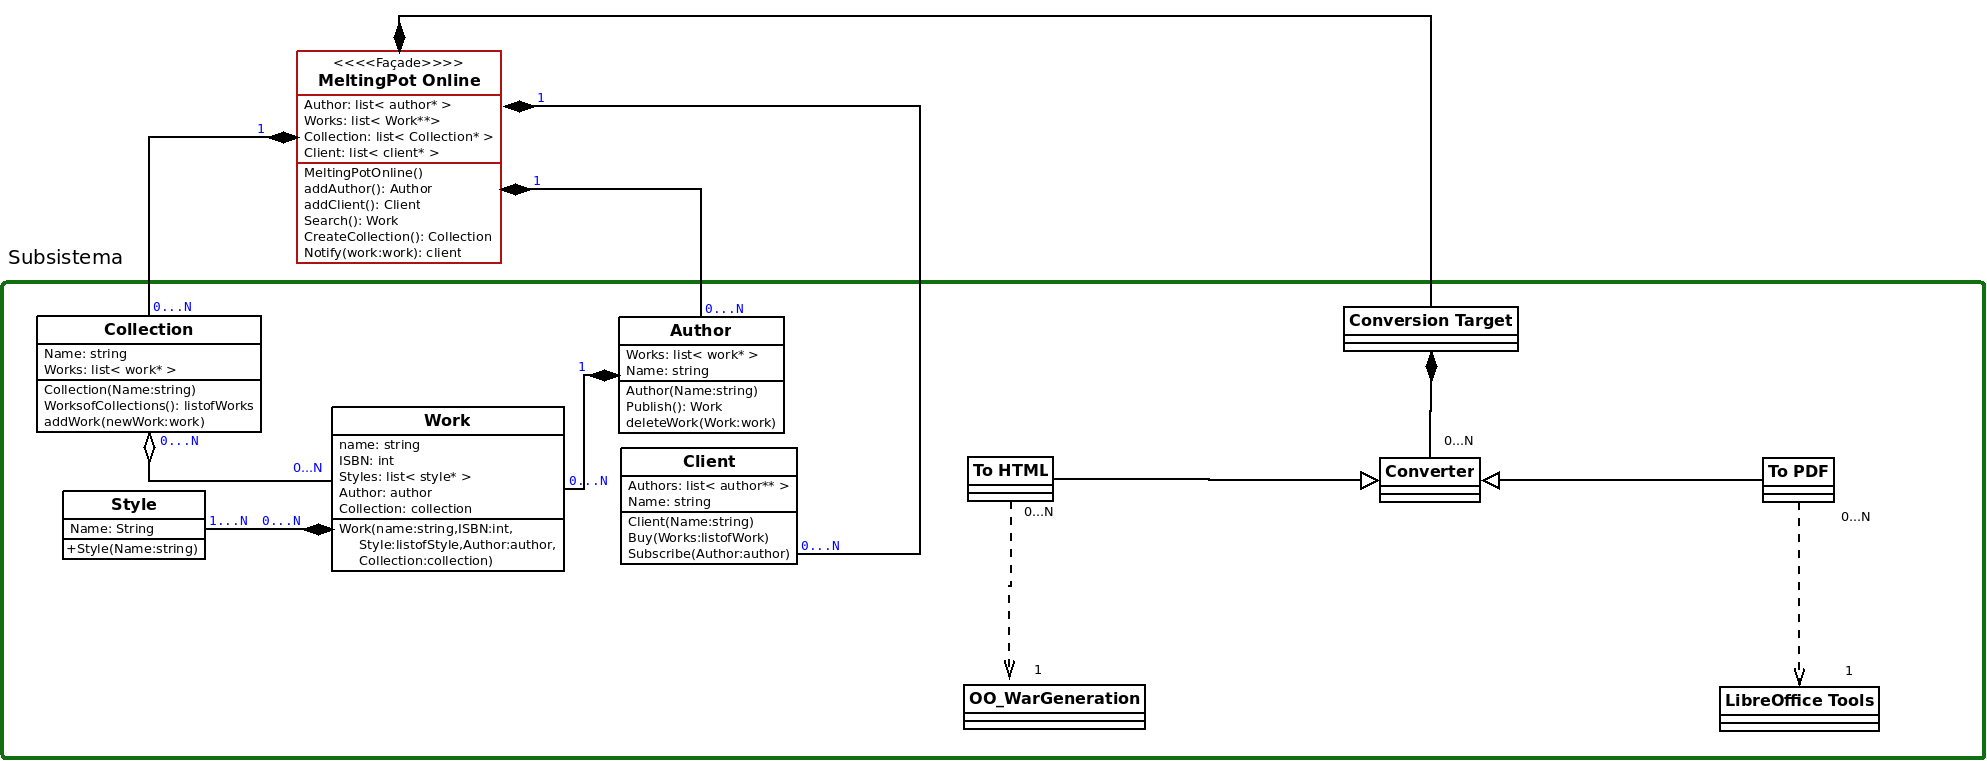 <<<<Façade>>>>
MeltingPot Online
Author: list< author* >
Works: list< Work**>
Collection: list< Collection* >
Client: list< client* >
MeltingPotOnline()
addAuthor(): Author
addClient(): Client
Search(): Work
CreateCollection(): Collection
Notify(work:work): client
1
1
1
Subsistema
0...N
Collection
Name: string
Works: list< work* >
Collection(Name:string)
WorksofCollections(): listofWorks
addWork(newWork:work)
0...N
0...N
Style
Name: String
+Style(Name:string)
1...N
0...N
Work
name: string
ISBN: int
Styles: list< style* >
Author: author
Collection: collection
Work(name:string,ISBN:int,
Style:listofStyle,Author:author,
Collection:collection)
0...N
1
0...N
Author
Works: list< work* >
Name: string
Author(Name:string)
Publish(): Work
deleteWork(Work:work)
Client
Authors: list< author** >
Name: string
Client(Name:string)
Buy(Works:listofWork)
Subscribe(Author:author)
0...N
Conversion Target
0...N
To HTML
Converter
To PDF
0...N
0...N
1
1
OO_WarGeneration
LibreOffice Tools